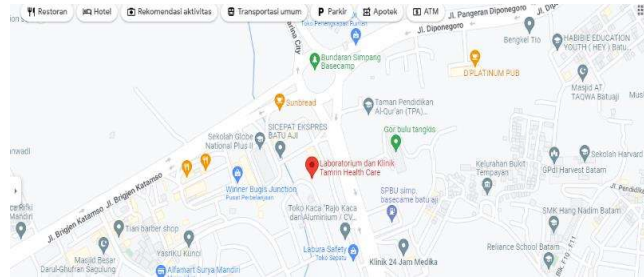 Restoran
Hotel
Rekomendasi aktivitas
Transportasi umum
Parkir
Apotek
ATM
Jl. Pangeran Diponegoro
Jl. Diponegoro
Bengkel Tio
HABIBIE EDUCATION
YOUTH ( HEY ) Batu
Bundaran Simpang
Basecamp
D'PLATINUM PUB
Masjid AT
TAQWA Batuaji
Sunbread
Taman Pendidikan
Al-Qur'an (TPA)...
SICEPAT EKSPRES
BATU AJI
Sekolah Globe
National Plus II
Gor bulu tangkis
Laboratorium dan Klinik
Tamrin Health Care
Kelurahan Bukit
Tempayan
GPdI Harvest Batam
Sekolah Harvard
Winner Bugis Junction
Pusat Perbelanjaan
SPBU simp.
basecame batu aji
Toko Kaca "Rajo Kaca
dan Aluminium / CV...
SMK Hang Nadim Batam
Jl. Brigjen Katamso
Jl. Brigjen Katamso
Tian barber shop
YASRIKU Kunci
Masjid Besar
Darul-Ghufran Sagulung
Alfamart Surya Mandiri
Labura Safety
Toko Sepatu
Klinik 24 Jam Medika
Reliance School Batam